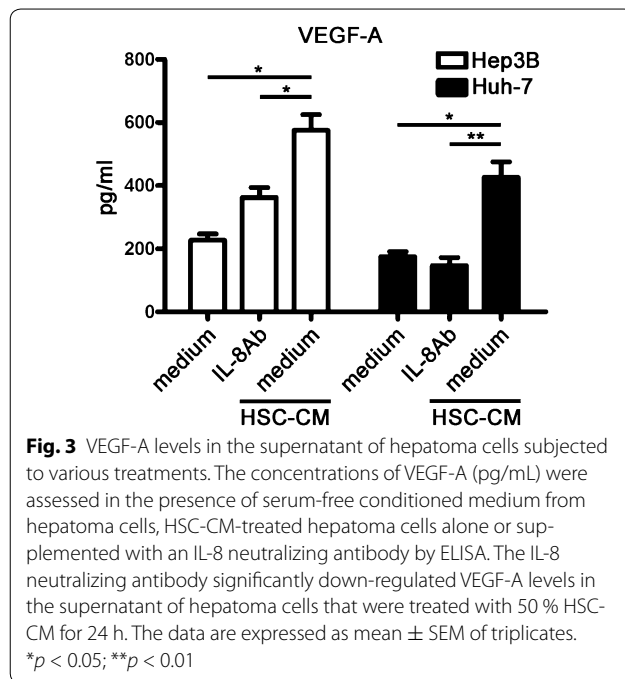 VEGF-A
800
600
400
200
0
pg/ml
Hep3B
Huh-7
*
*
*
**
medium
IL-8Ab
medium
medium
IL-8Ab
medium
HSC-CM
HSC-CM
Fig. 3 VEGF-A levels in the supernatant of hepatoma cells subjected
to various treatments. The concentrations of VEGF-A (pg/mL) were
assessed in the presence of serum-free conditioned medium from
hepatoma cells, HSC-CM-treated hepatoma cells alone or sup-
plemented with an IL-8 neutralizing antibody by ELISA. The IL-8
neutralizing antibody significantly down-regulated VEGF-A levels in
the supernatant of hepatoma cells that were treated with 50 % HSC-
CM for 24 h. The data are expressed as mean ± SEM of triplicates.
*p < 0.05; **p < 0.01